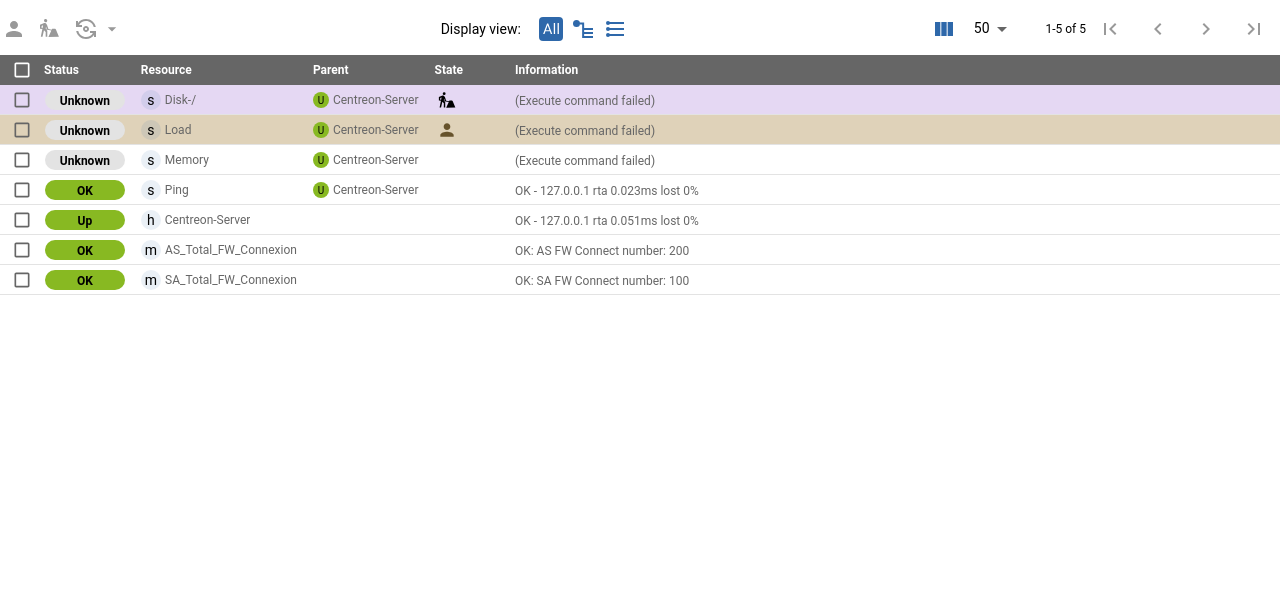 Display view: All 50 1-5 of 5
Status Resource Parent State Information
Unknown s Disk-/ U Centreon-Server (Execute command failed)
Unknown s Load U Centreon-Server (Execute command failed)
Unknown s Memory U Centreon-Server (Execute command failed)
OK s Ping U Centreon-Server OK - 127.0.0.1 rta 0.023ms lost 0%
Up h Centreon-Server OK - 127.0.0.1 rta 0.051ms lost 0%
OK m AS_Total_FW_Connexion OK: AS FW Connect number: 200
OK m SA_Total_FW_Connexion OK: SA FW Connect number: 100